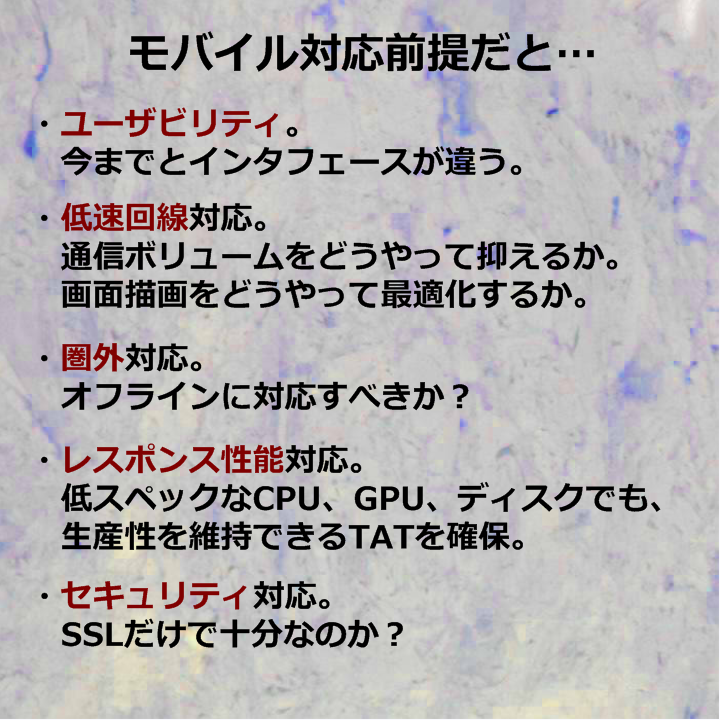 モバイル対応前提だと…
・ユーザビリティ。
今までとインタフェースが違う。
・低速回線対応。
通信ボリュームをどうやって抑えるか。
画面描画をどうやって最適化するか。
・圏外対応。
オフラインに対応すべきか？
・レスポンス性能対応。
低スペックなCPU、GPU、ディスクでも、
生産性を維持できるTATを確保。
・セキュリティ対応。
SSLだけで十分なのか？